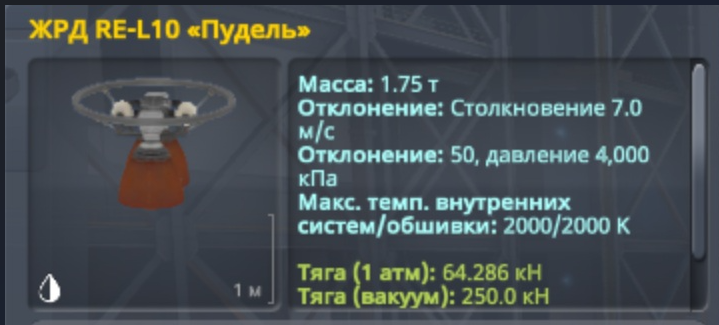 ЖРД RE-L10 «Пудель»
Масса: 1.75 т
Отклонение: Столкновение 7.0
м/с
Отклонение: 50, давление 4,000
кПа
Макс. темп. внутренних
систем/обшивки: 2000/2000 K
Тяга (1 атм): 64.286 кН
Тяга (вакуум): 250.0 кН
1 м